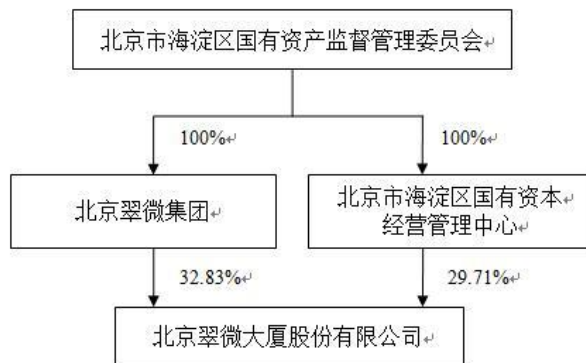 北京市海淀区国有资产监督管理委员会↵
100%↵
100%↵
北京翠微集团↵
北京市海淀区国有资本
经营管理中心↵
32.83%↵
29.71%↵
北京翠微大厦股份有限公司↵